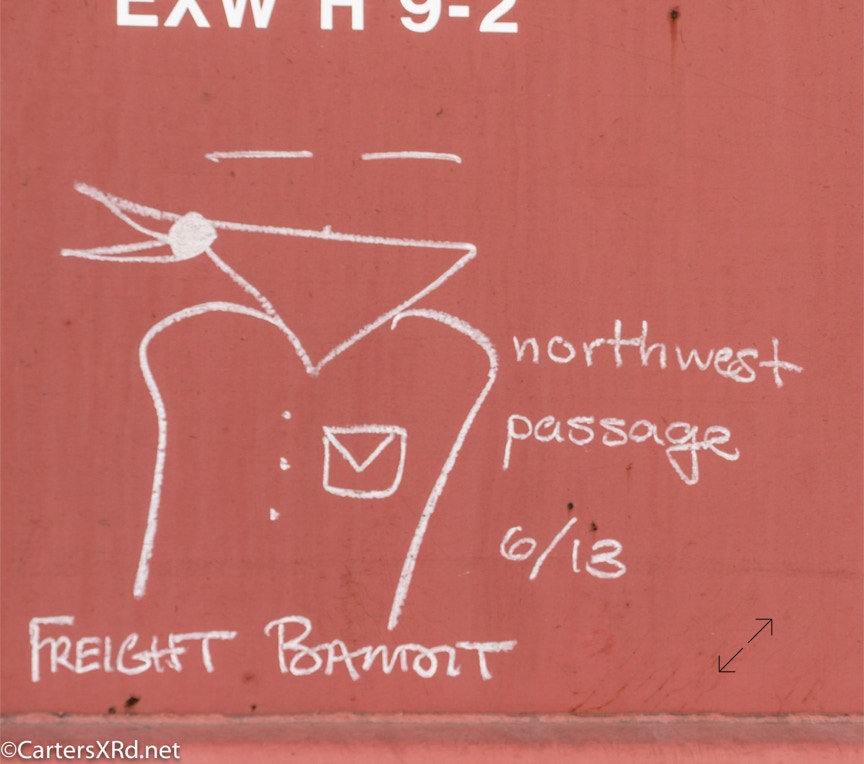 EXW H 9-2
northwest
passage
6/13
FREIGHT BANDIT
©CartersXRd.net